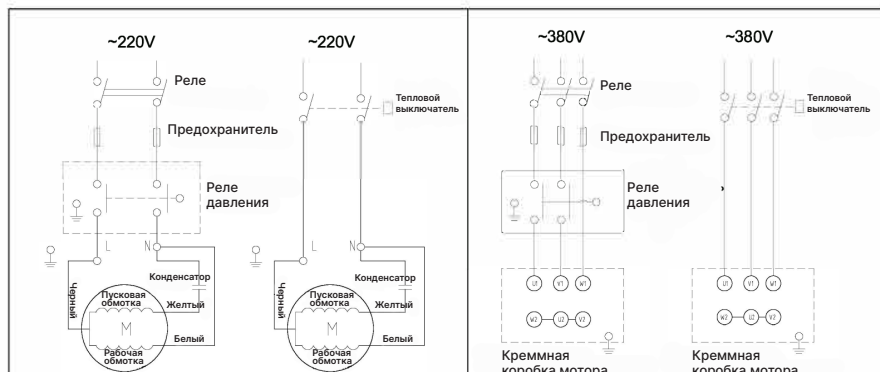 ~220V
~220V
Реле
Тепловой
выключатель
Предохранитель
Реле
давления
L
N
L
N
Конденсатор
Конденсатор
Черный
Пусковая
обмотка
Желтый
M
Белый
Рабочая
обмотка
Черный
Пусковая
обмотка
Желтый
M
Белый
Рабочая
обмотка
~380V
~380V
Реле
Тепловой
выключатель
Предохранитель
Реле
давления
U1
V1
W1
W2
U2
V2
U1
V1
W1
W2
U2
V2
Креммная
коробка мотора
Креммная
коробка мотора